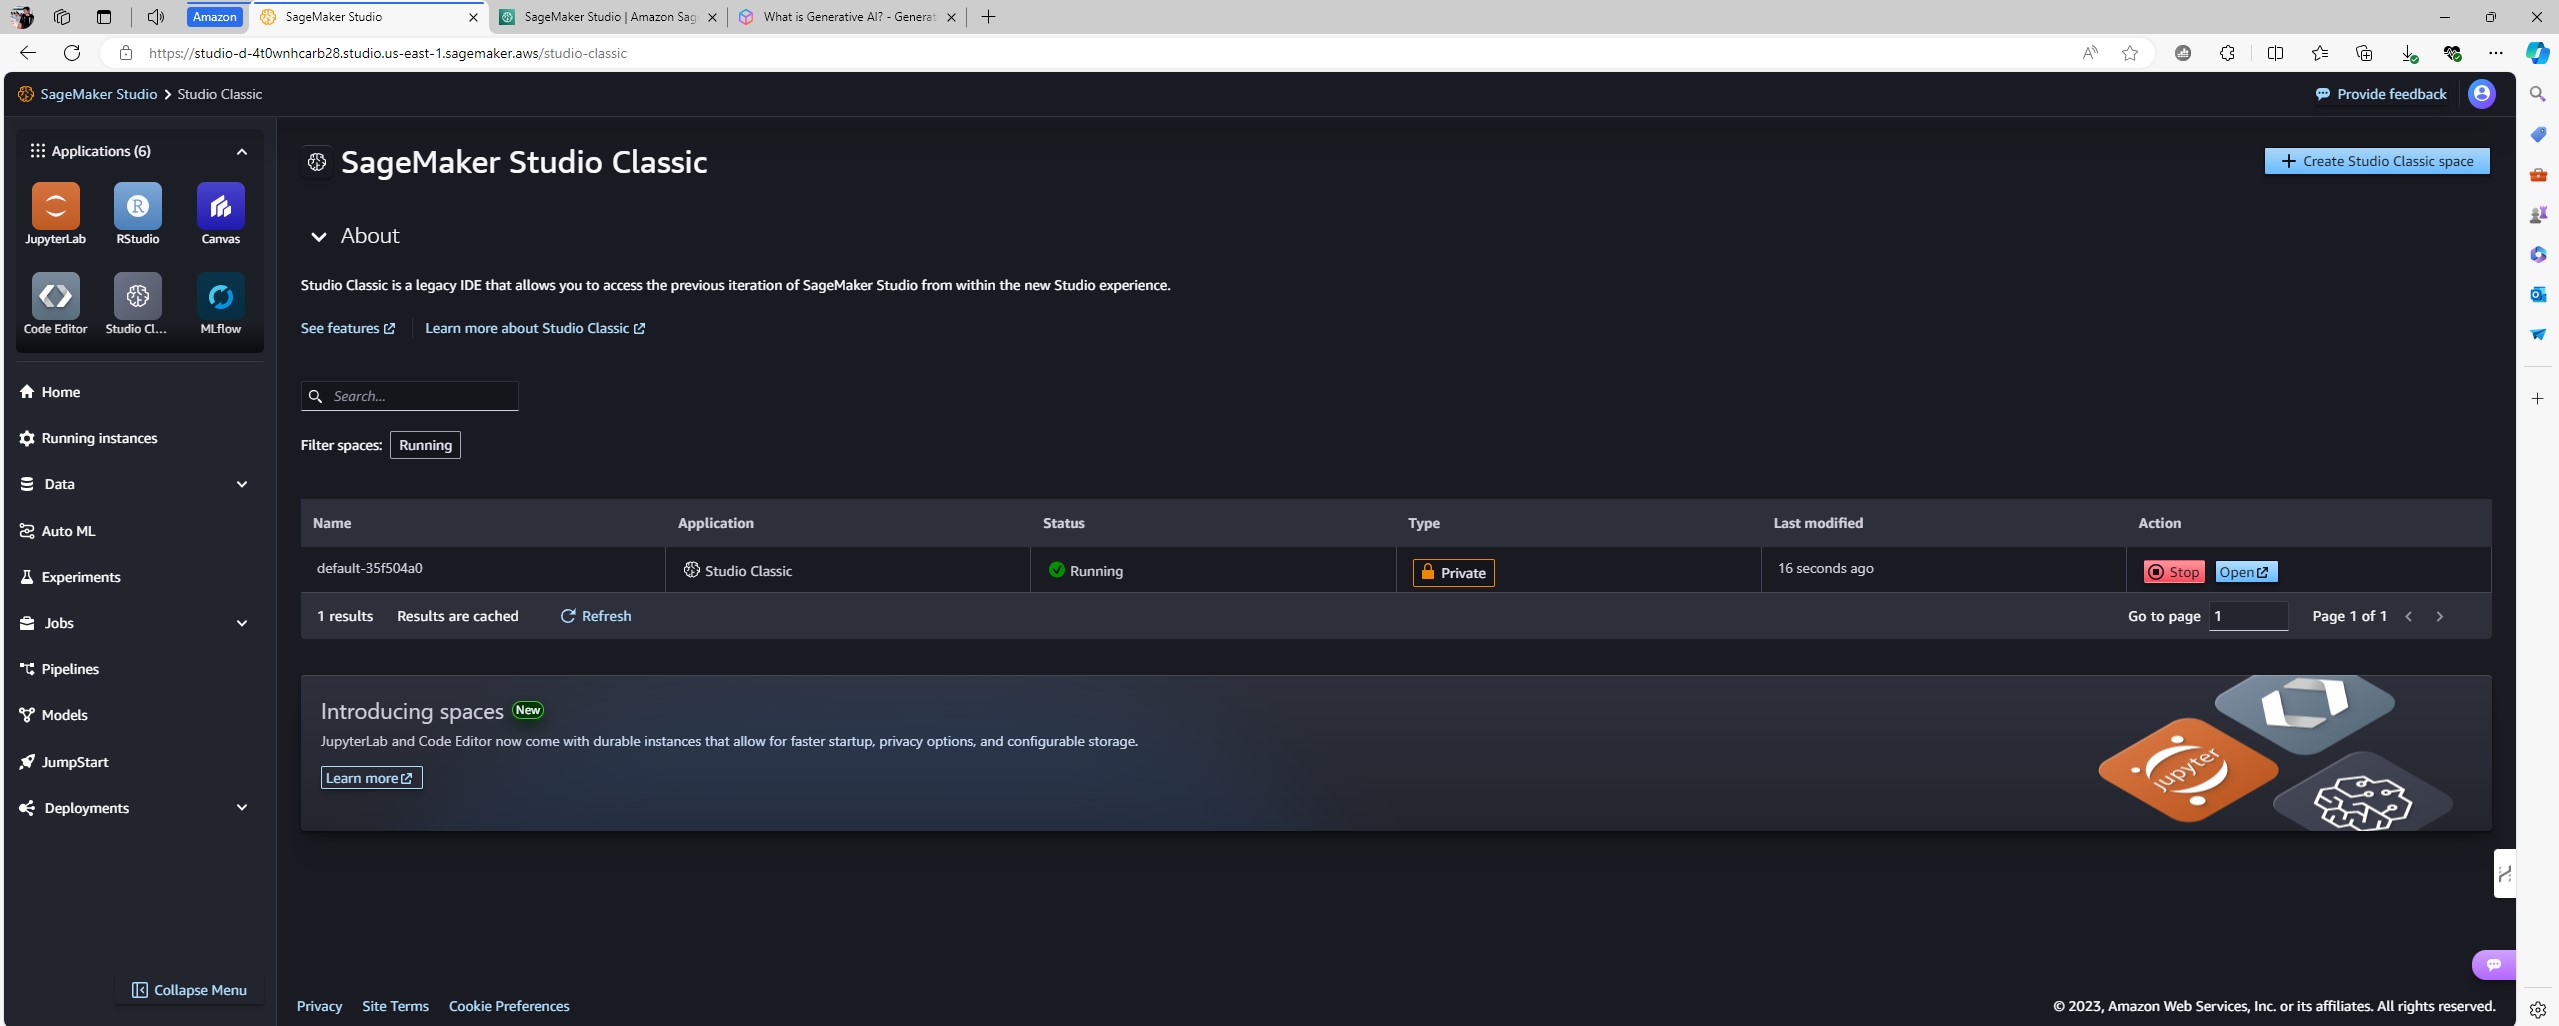 Amazon
SageMaker Studio
SageMaker Studio | Amazon Sag
What is Generative AI? - Generat
https://studio-d-4t0wnhcarb28.studio.us-east-1.sagemaker.aws/studio-classic
SageMaker Studio > Studio Classic
Provide feedback
Applications (6)
JupyterLab
RStudio
Canvas
Code Editor
Studio Cl...
MLflow
Home
Running instances
Data
Auto ML
Experiments
Jobs
Pipelines
Models
JumpStart
Deployments
Collapse Menu
SageMaker Studio Classic
Create Studio Classic space
About
Studio Classic is a legacy IDE that allows you to access the previous iteration of SageMaker Studio from within the new Studio experience.
See features
Learn more about Studio Classic
Search...
Filter spaces: Running
Name Application Status Type Last modified Action
default-35f504a0 Studio Classic Running Private 16 seconds ago Stop Open
1 results Results are cached Refresh Go to page 1 Page 1 of 1
Introducing spaces New
JupyterLab and Code Editor now come with durable instances that allow for faster startup, privacy options, and configurable storage.
Learn more
jupyter
Privacy Site Terms Cookie Preferences
© 2023, Amazon Web Services, Inc. or its affiliates. All rights reserved.